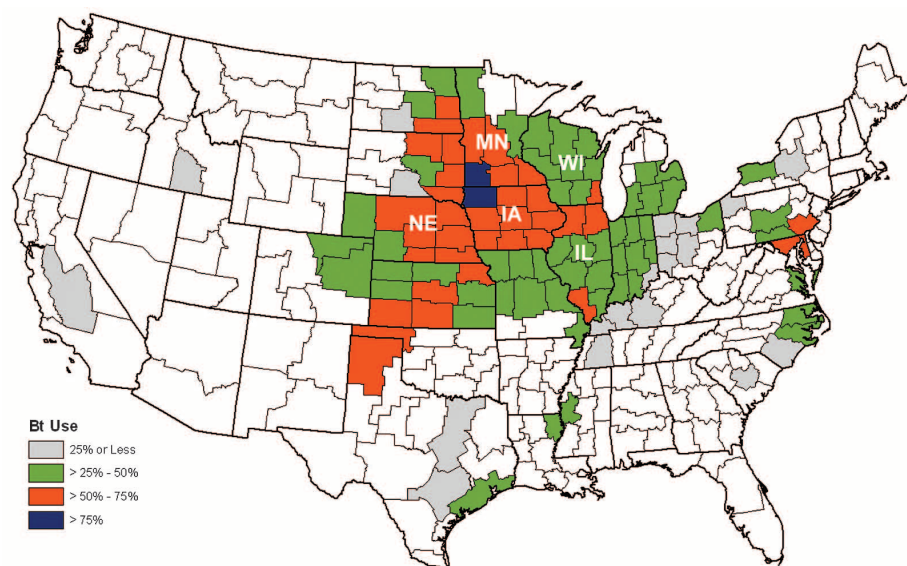 MN
WI
NE
IA
IL
Bt Use
25% or Less
> 25% - 50%
> 50% - 75%
> 75%